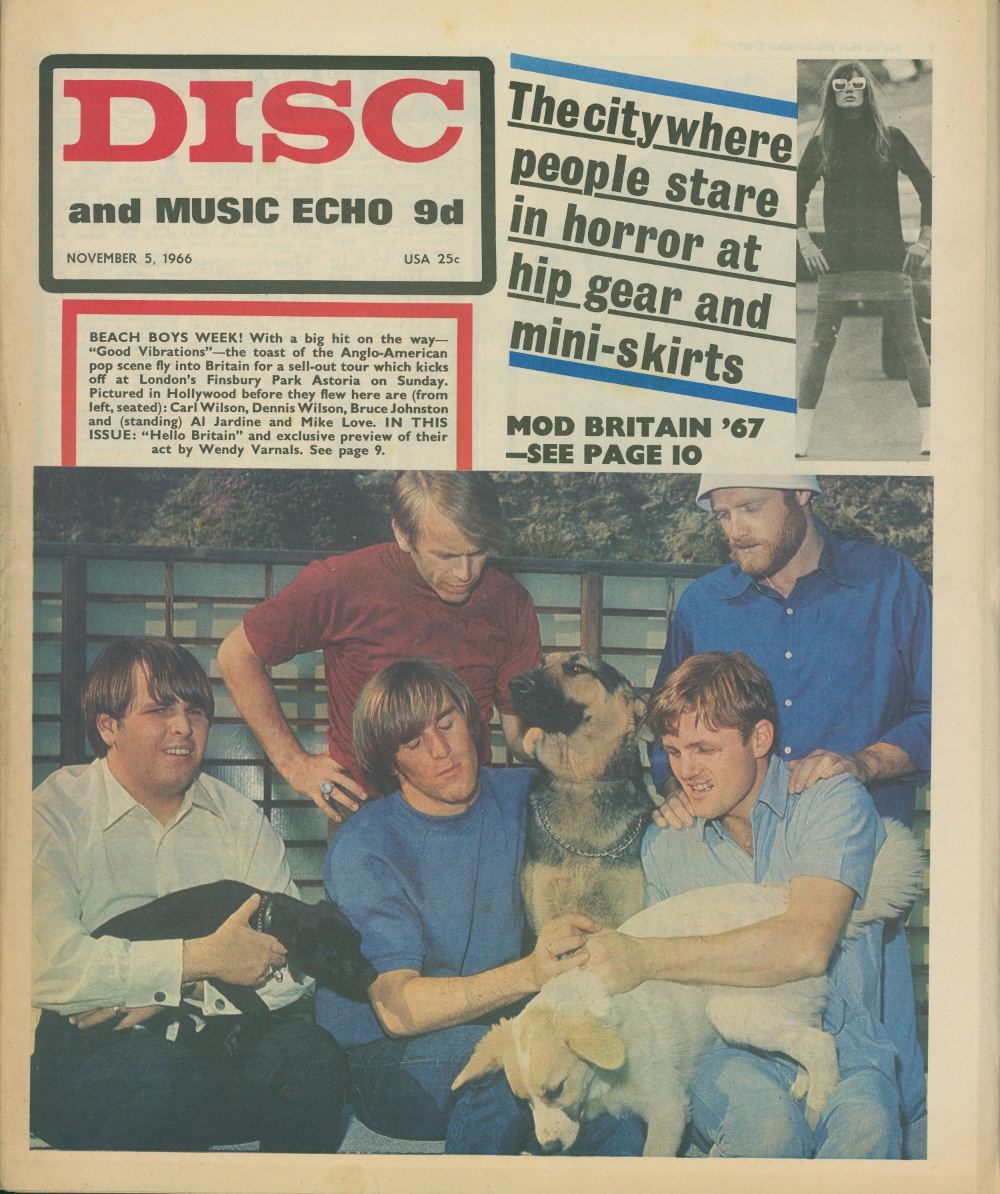 DISC
and MUSIC ECHO 9d
NOVEMBER 5, 1966 USA 25c
The city where
people stare
in horror at
hip gear and
mini-skirts
MOD BRITAIN ’67
—SEE PAGE 10
BEACH BOYS WEEK! With a big hit on the way—
“Good Vibrations”—the toast of the Anglo-American
pop scene fly into Britain for a sell-out tour which kicks
off at London’s Finsbury Park Astoria on Sunday.
Pictured in Hollywood before they flew here are (from
left, seated): Carl Wilson, Dennis Wilson, Bruce Johnston
and (standing) Al Jardine and Mike Love. IN THIS
ISSUE: “Hello Britain” and exclusive preview of their
act by Wendy Varnals. See page 9.